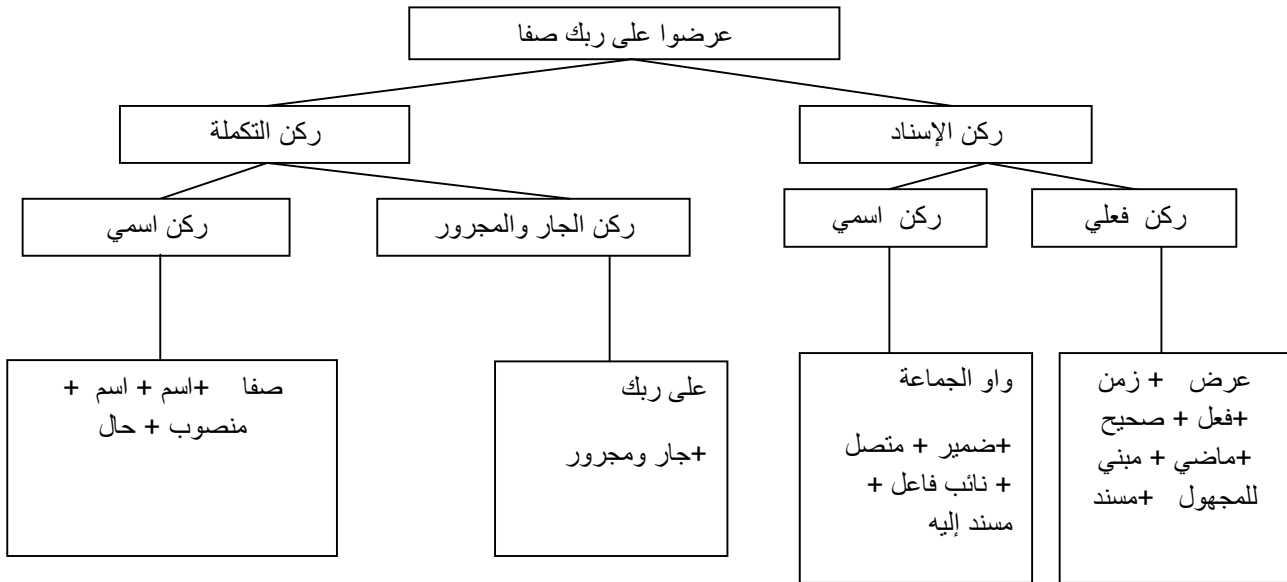 عرضوا على ربك صفا
ركن الإسناد
ركن التكملة
ركن فعلي
ركن اسمي
ركن الجار والمجرور
ركن اسمي
عرض + زمن
+فعل + صحيح
+ماضي + مبني
للمجهول +مسند
واو الجماعة
+ضمير + متصل
+ نائب فاعل +
مسند إليه
على ربك
+جار ومجرور
صفا +اسم + اسم +
منصوب + حال